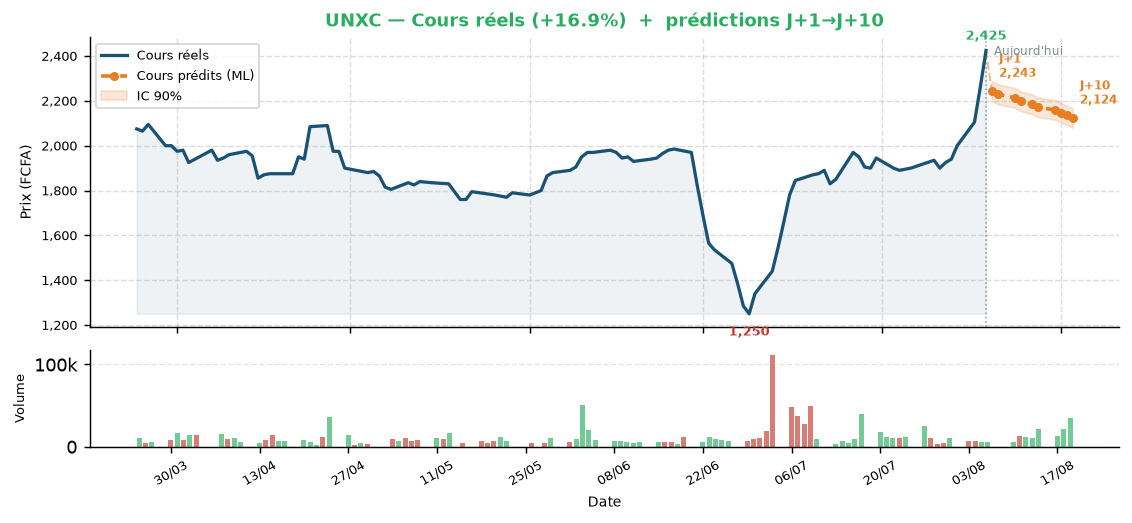 UNXC — Cours réels (+16.9%)  +  prédictions J+1→J+10
2,425
Aujourd'hui
Cours réels
Cours prédits (ML)
IC 90%
J+1
2,243
J+10
2,124
1,250
Prix (FCFA)
2,400
2,200
2,000
1,800
1,600
1,400
1,200
Volume
100k
0
30/03
13/04
27/04
11/05
25/05
08/06
22/06
06/07
20/07
03/08
17/08
Date